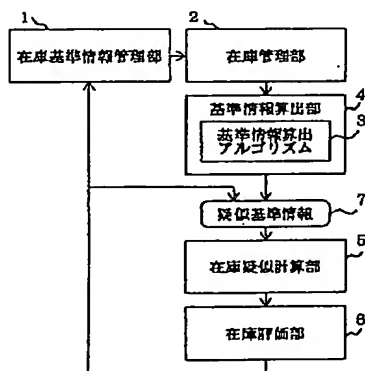 1
2
在庫基準情報管理部
在庫管理部
4
基準情報算出部
3
基準情報算出
アルゴリズム
7
疑似基準情報
5
在庫疑似計算部
6
在庫評価部